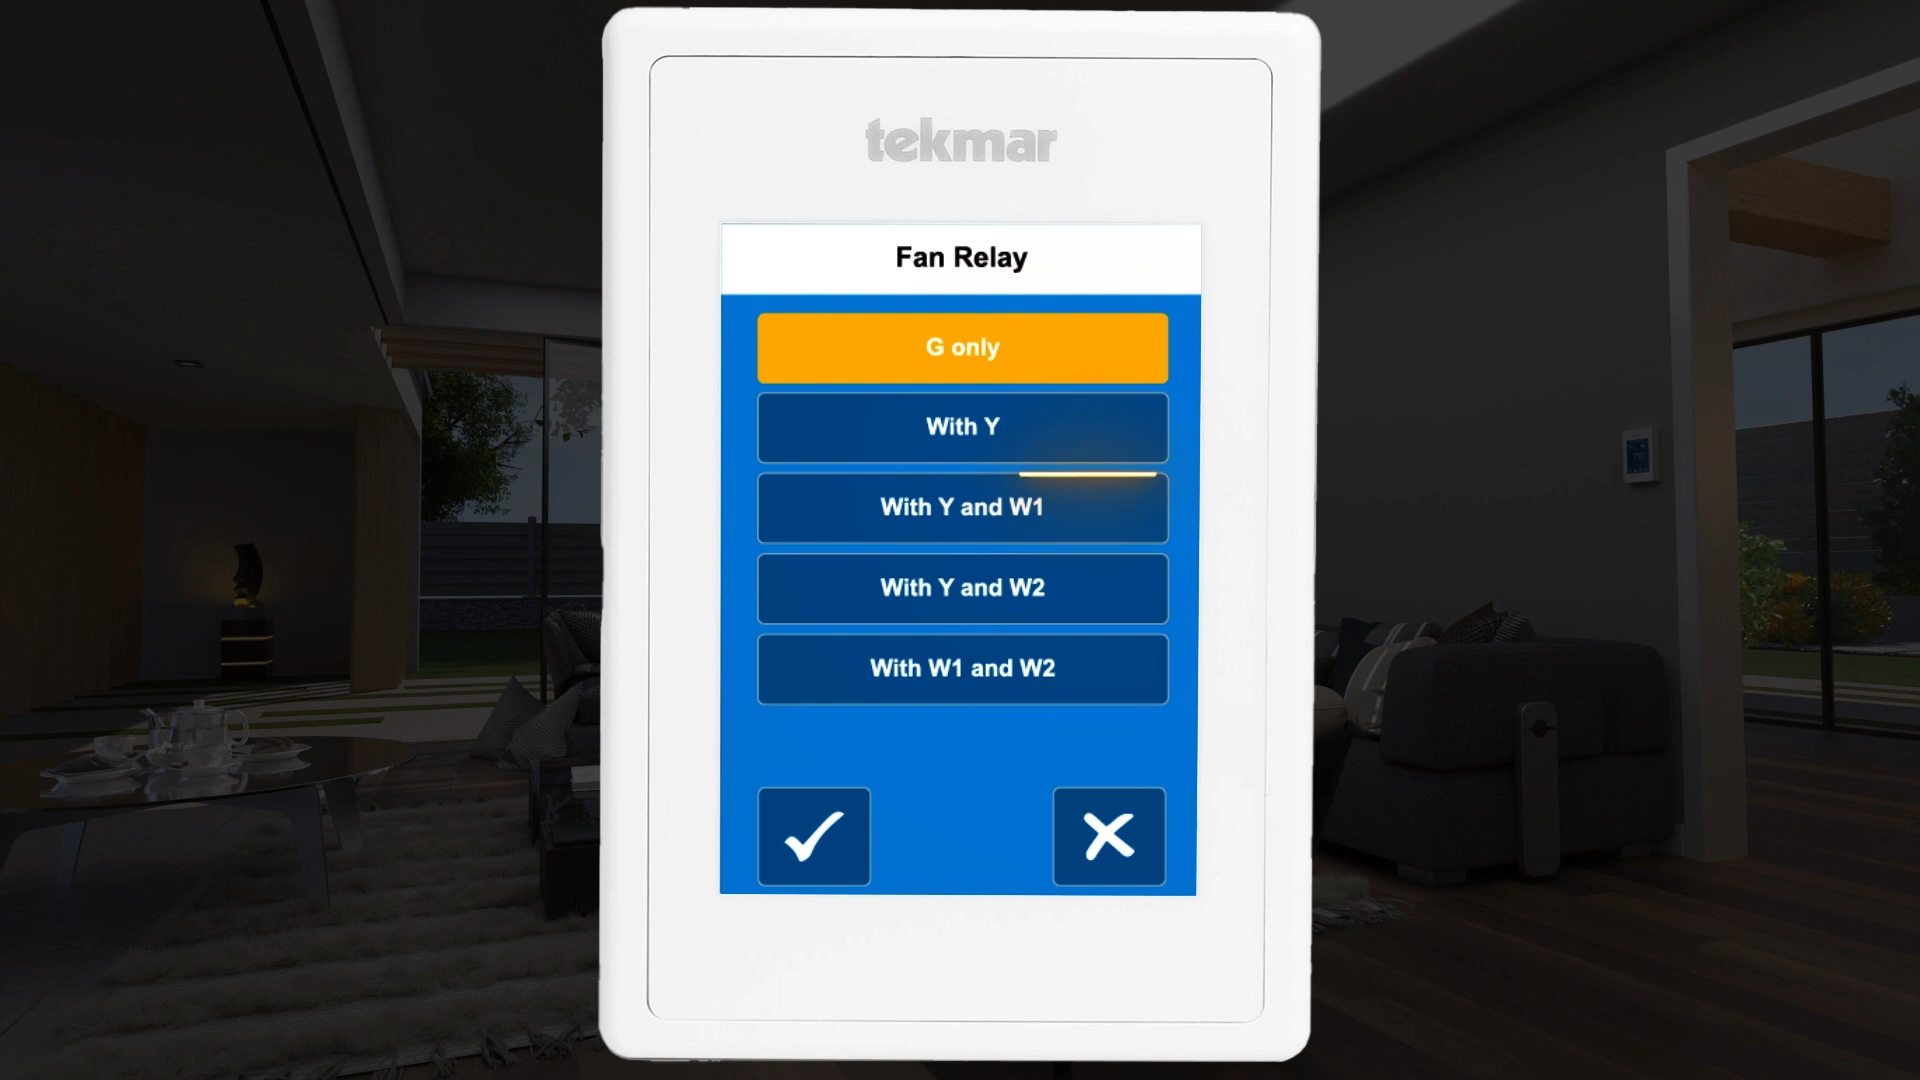 tekmar
Fan Relay
G only
With Y
With Y and W1
With Y and W2
With W1 and W2